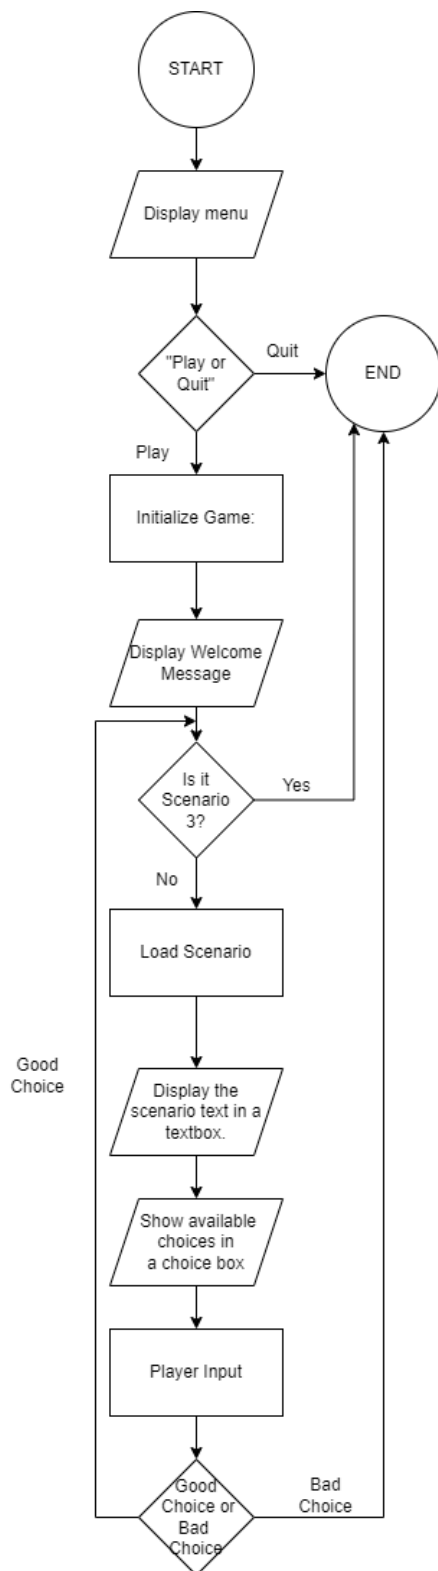 START
Display menu
"Play or
Quit"
Quit
END
Play
Initialize Game:
Display Welcome
Message
Is it
Scenario
3?
Yes
No
Load Scenario
Good
Choice
Display the
scenario text in a
textbox.
Show available
choices in
a choice box
Player Input
Good
Choice or
Bad
Choice
Bad
Choice